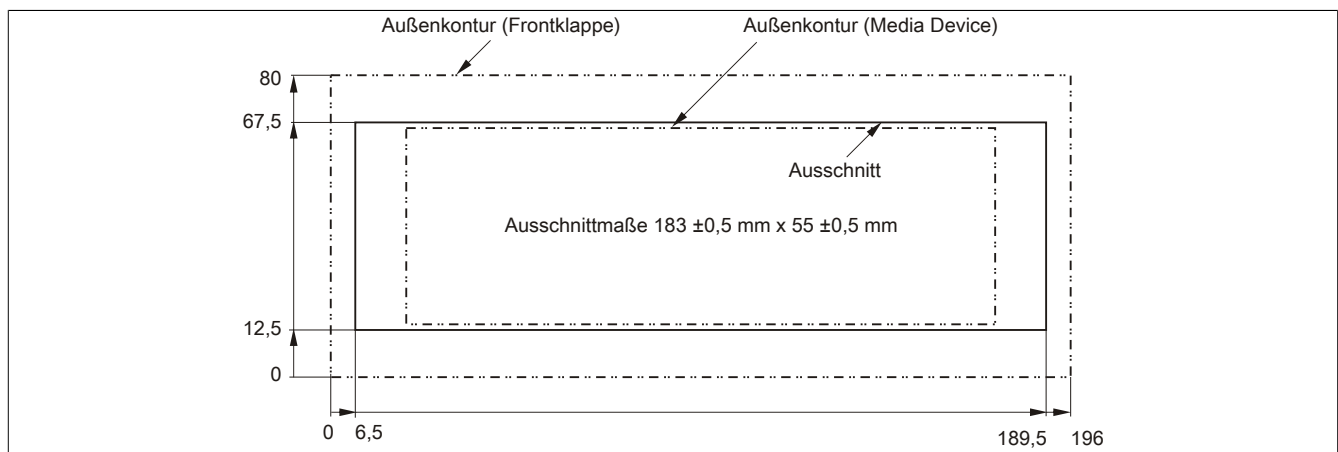 Außenkontur (Frontklappe)
Außenkontur (Media Device)
80
67,5
Ausschnitt
Ausschnittmaße 183 ±0,5 mm x 55 ±0,5 mm
12,5
0
0
6,5
189,5
196